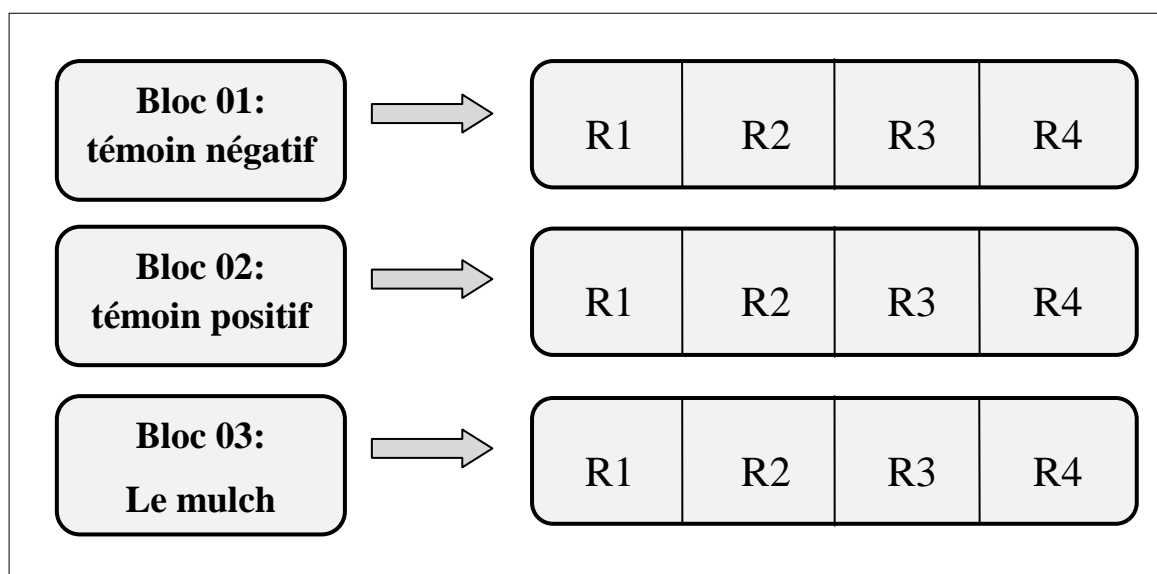 Bloc 01:
témoin négatif
R1 R2 R3 R4
Bloc 02:
témoin positif
R1 R2 R3 R4
Bloc 03:
Le mulch
R1 R2 R3 R4